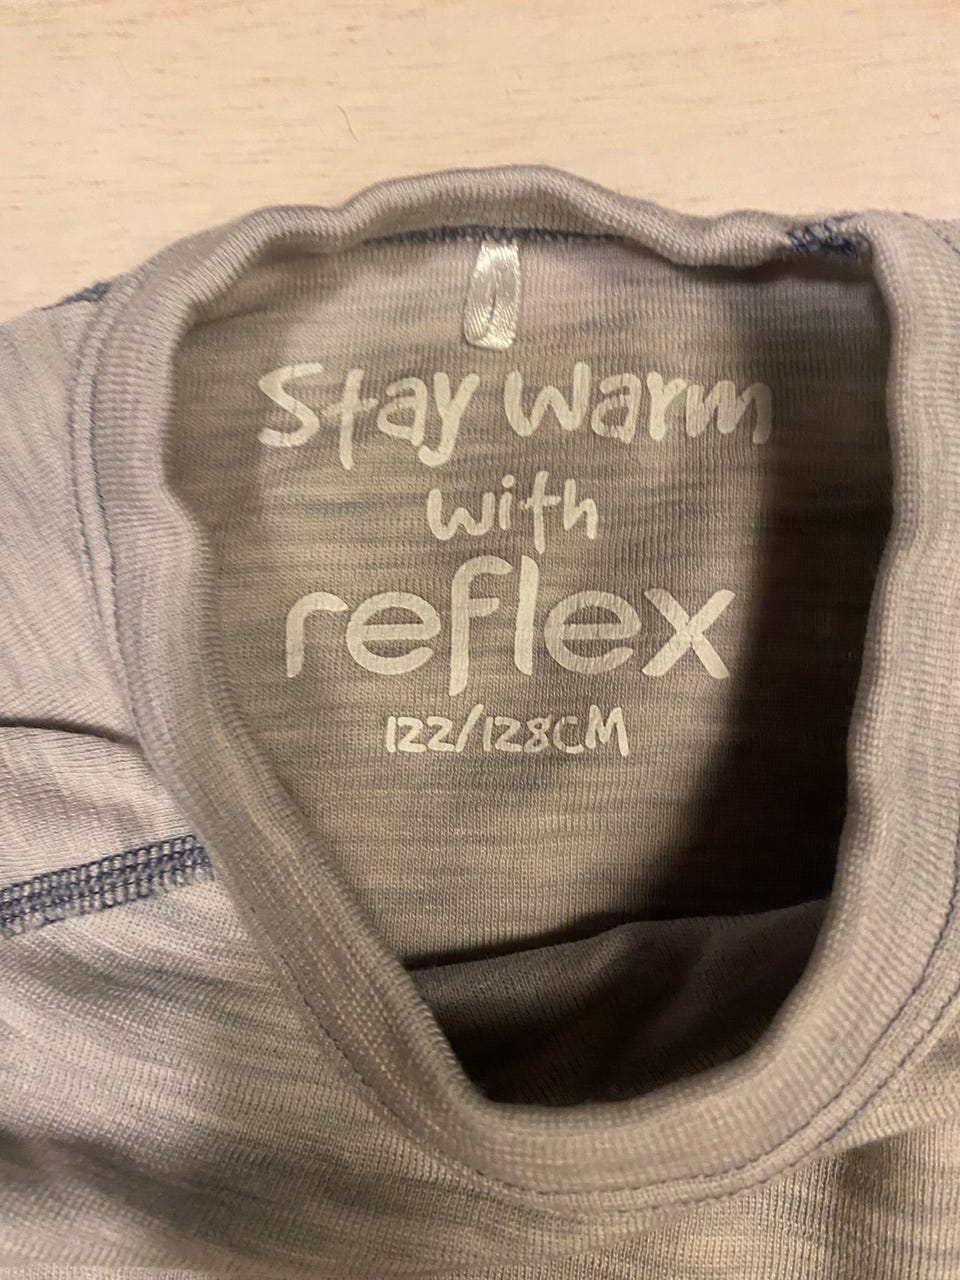 Stay warm
with
reflex
122/128CM